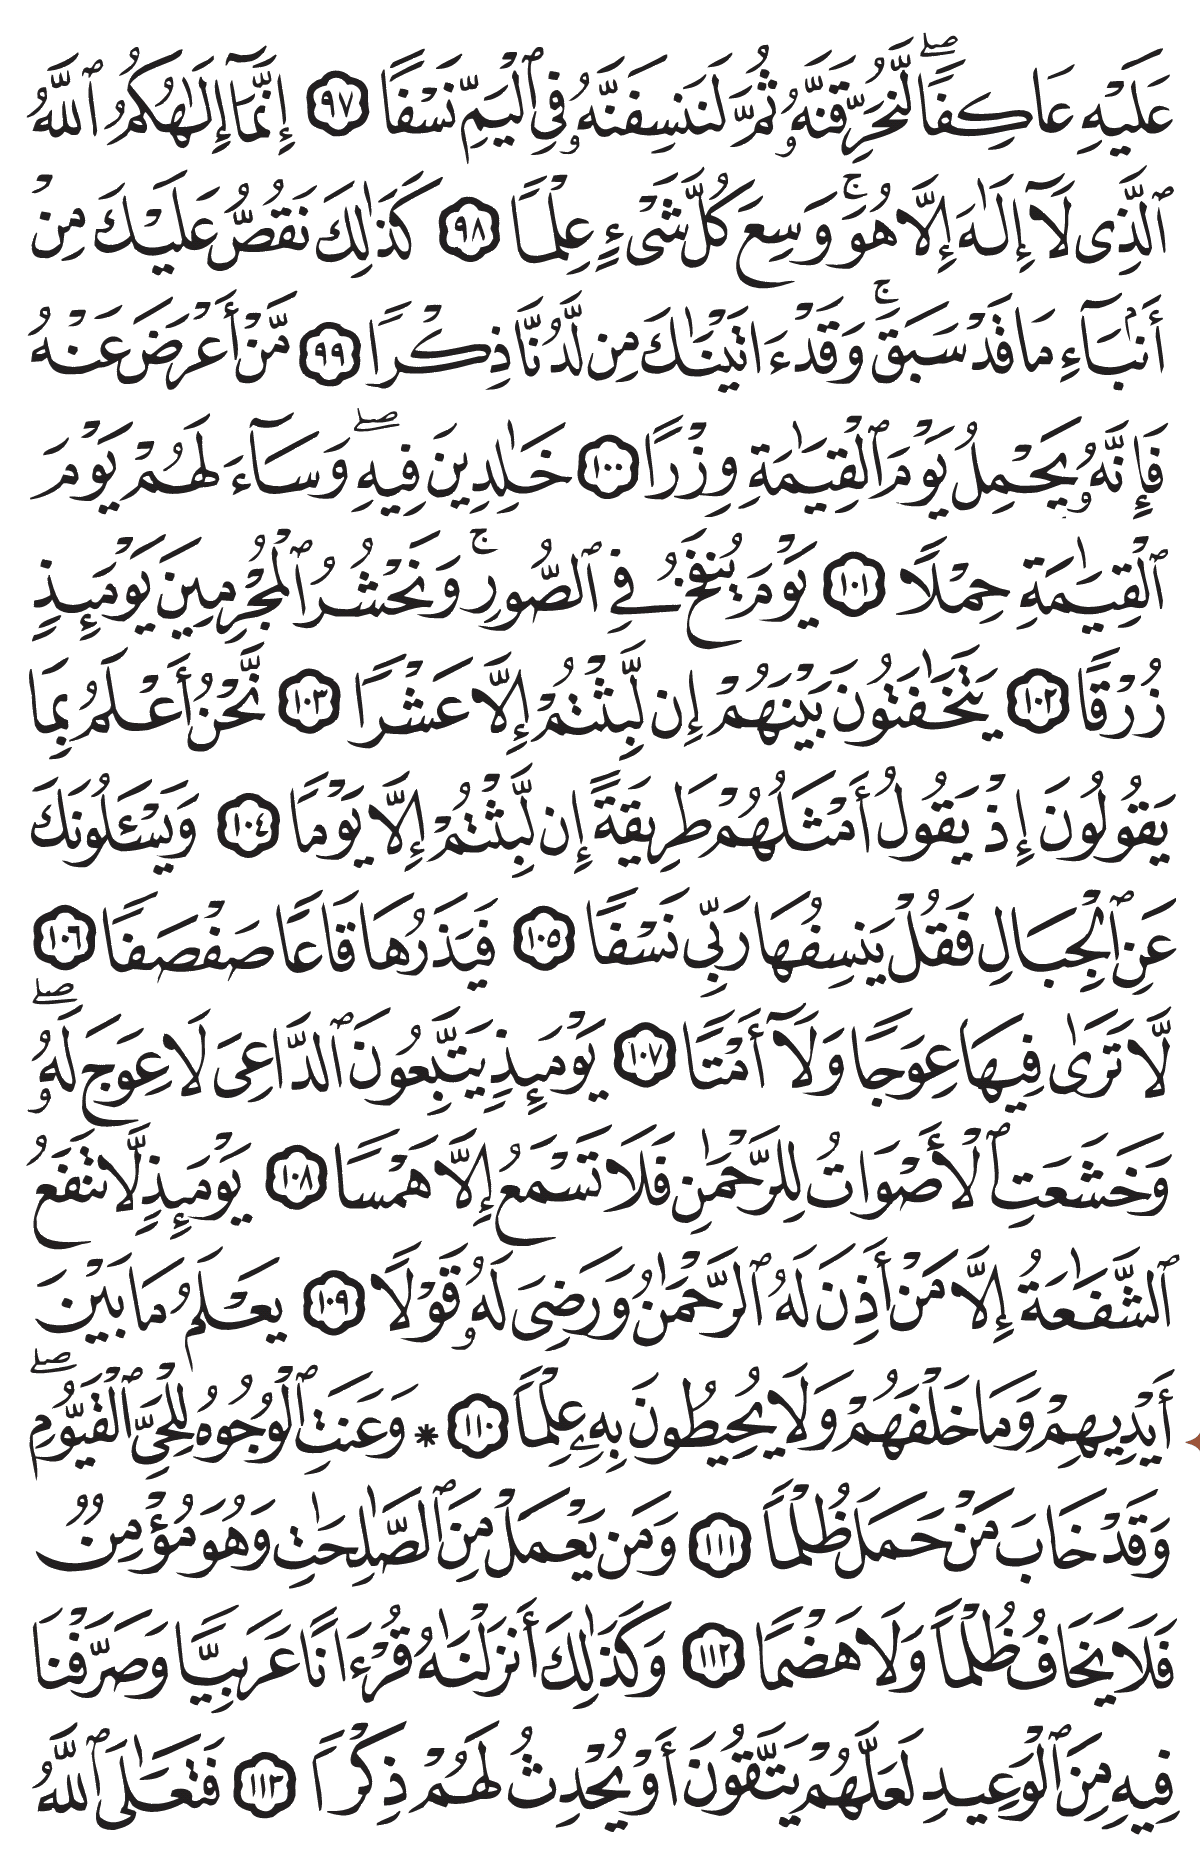 عَلَيْهِ عَاكِفًاۖ لَّنُحَرِّقَنَّهُۥ ثُمَّ لَنَنسِفَنَّهُۥ فِى ٱلْيَمِّ نَسْفًا ٩٧ إِنَّمَآ إِلَٰهُكُمُ ٱللَّهُ
ٱلَّذِى لَآ إِلَٰهَ إِلَّا هُوَۚ وَسِعَ كُلَّ شَىْءٍ عِلْمًا ٩٨ كَذَٰلِكَ نَقُصُّ عَلَيْكَ مِنْ
أَنۢبَآءِ مَا قَدْ سَبَقَۚ وَقَدْ ءَاتَيْنَٰكَ مِن لَّدُنَّا ذِكْرًا ٩٩ مَّنْ أَعْرَضَ عَنْهُ
فَإِنَّهُۥ يَحْمِلُ يَوْمَ ٱلْقِيَٰمَةِ وِزْرًا ١٠٠ خَٰلِدِينَ فِيهِۖ وَسَآءَ لَهُمْ يَوْمَ
ٱلْقِيَٰمَةِ حِمْلًا ١٠١ يَوْمَ يُنفَخُ فِى ٱلصُّورِۚ وَنَحْشُرُ ٱلْمُجْرِمِينَ يَوْمَئِذٍ
زُرْقًا ١٠٢ يَتَخَٰفَتُونَ بَيْنَهُمْ إِن لَّبِثْتُمْ إِلَّا عَشْرًا ١٠٣ نَّحْنُ أَعْلَمُ بِمَا
يَقُولُونَ إِذْ يَقُولُ أَمْثَلُهُمْ طَرِيقَةً إِن لَّبِثْتُمْ إِلَّا يَوْمًا ١٠٤ وَيَسْـَٔلُونَكَ
عَنِ ٱلْجِبَالِ فَقُلْ يَنسِفُهَا رَبِّى نَسْفًا ١٠٥ فَيَذَرُهَا قَاعًا صَفْصَفًا ١٠٦
لَّا تَرَىٰ فِيهَا عِوَجًا وَلَآ أَمْتًا ١٠٧ يَوْمَئِذٍ يَتَّبِعُونَ ٱلدَّاعِىَ لَا عِوَجَ لَهُۥۖ
وَخَشَعَتِ ٱلْأَصْوَاتُ لِلرَّحْمَٰنِ فَلَا تَسْمَعُ إِلَّا هَمْسًا ١٠٨ يَوْمَئِذٍ لَّا تَنفَعُ
ٱلشَّفَٰعَةُ إِلَّا مَنْ أَذِنَ لَهُ ٱلرَّحْمَٰنُ وَرَضِىَ لَهُۥ قَوْلًا ١٠٩ يَعْلَمُ مَا بَيْنَ
أَيْدِيهِمْ وَمَا خَلْفَهُمْ وَلَا يُحِيطُونَ بِهِۦ عِلْمًا ١١٠ * وَعَنَتِ ٱلْوُجُوهُ لِلْحَىِّ ٱلْقَيُّومِۖ
وَقَدْ خَابَ مَنْ حَمَلَ ظُلْمًا ١١١ وَمَن يَعْمَلْ مِنَ ٱلصَّٰلِحَٰتِ وَهُوَ مُؤْمِنٌ
فَلَا يَخَافُ ظُلْمًا وَلَا هَضْمًا ١١٢ وَكَذَٰلِكَ أَنزَلْنَٰهُ قُرْءَانًا عَرَبِيًّا وَصَرَّفْنَا
فِيهِ مِنَ ٱلْوَعِيدِ لَعَلَّهُمْ يَتَّقُونَ أَوْ يُحْدِثُ لَهُمْ ذِكْرًا ١١٣ فَتَعَٰلَى ٱللَّهُ